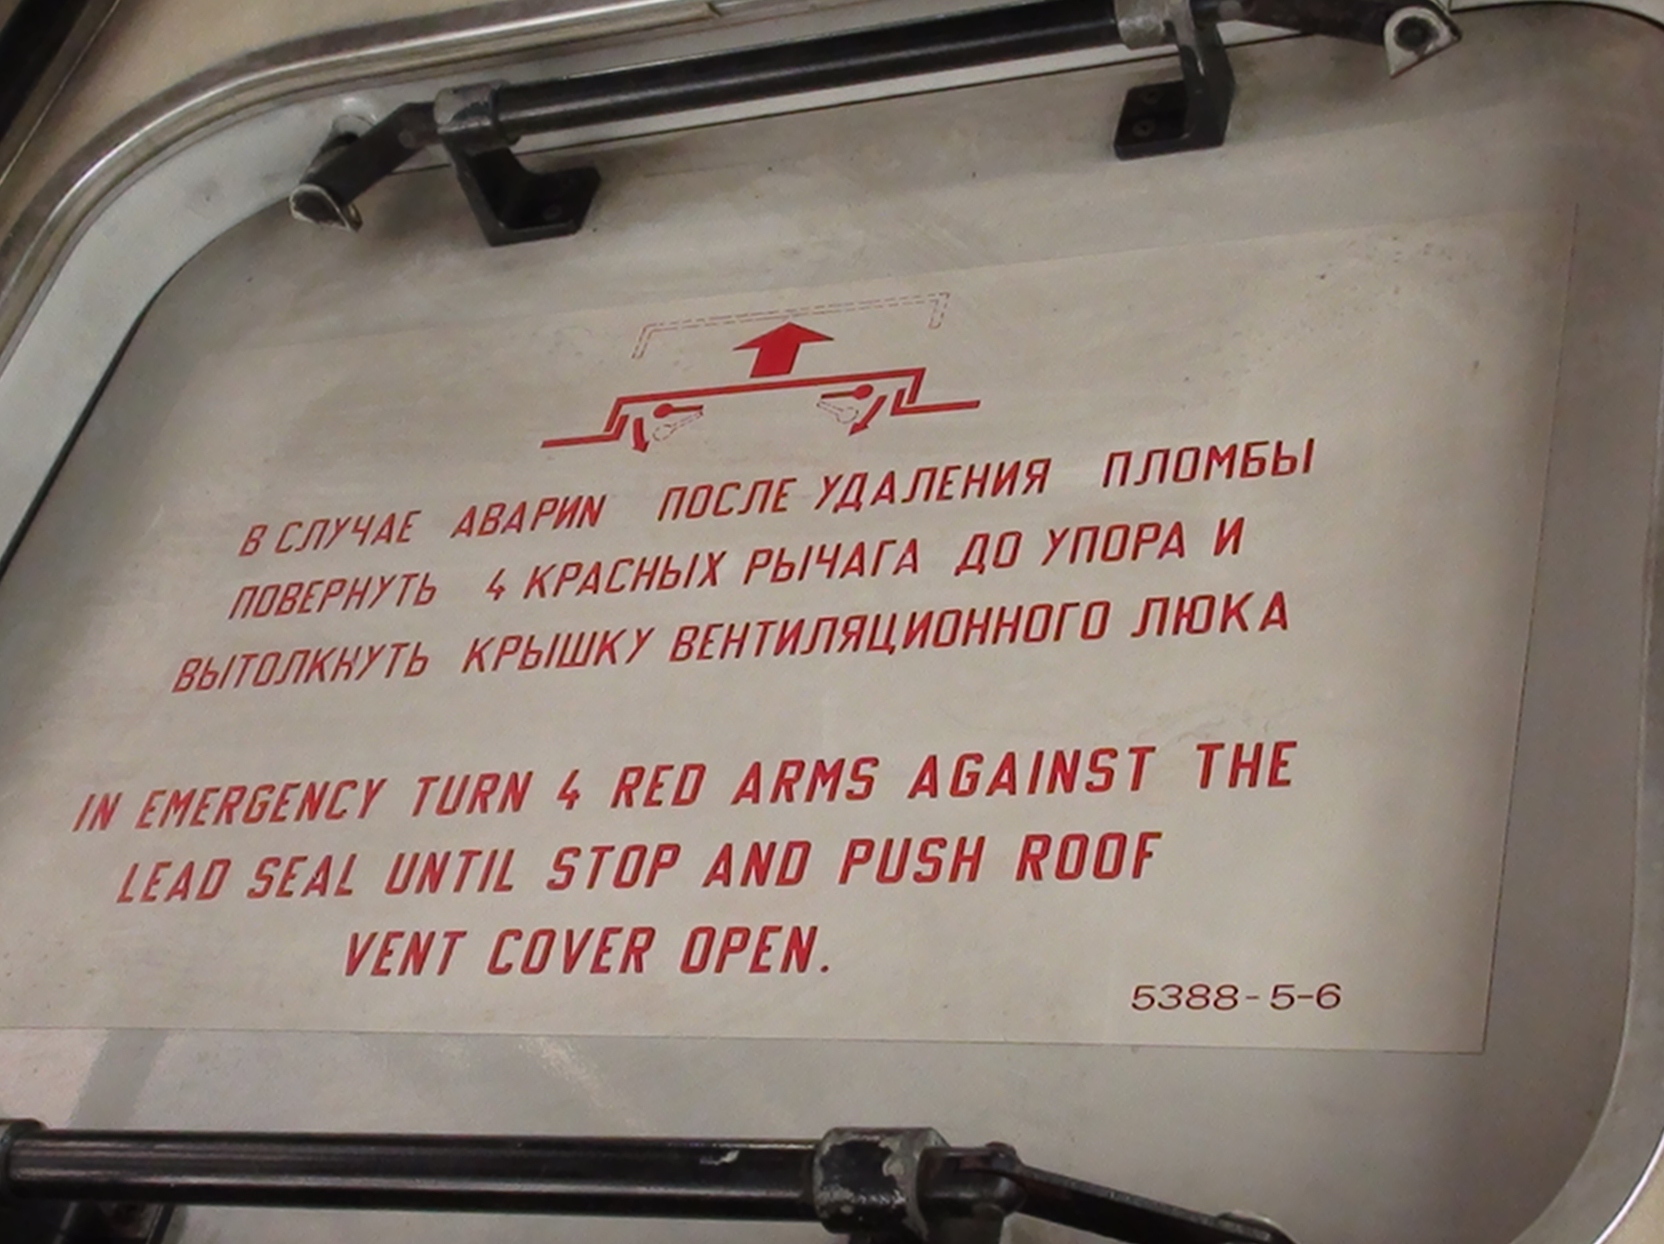 В СЛУЧАЕ АВАРИN ПОСЛЕ УДАЛЕНИЯ ПЛОМБЫ
ПОВЕРНУТЬ 4 КРАСНЫХ РЫЧАГА ДО УПОРА И
ВЫТОЛКНУТЬ КРЫШКУ ВЕНТИЛЯЦИОННОГО ЛЮКА
IN EMERGENCY TURN 4 RED ARMS AGAINST THE
LEAD SEAL UNTIL STOP AND PUSH ROOF
VENT COVER OPEN.
5388-5-6